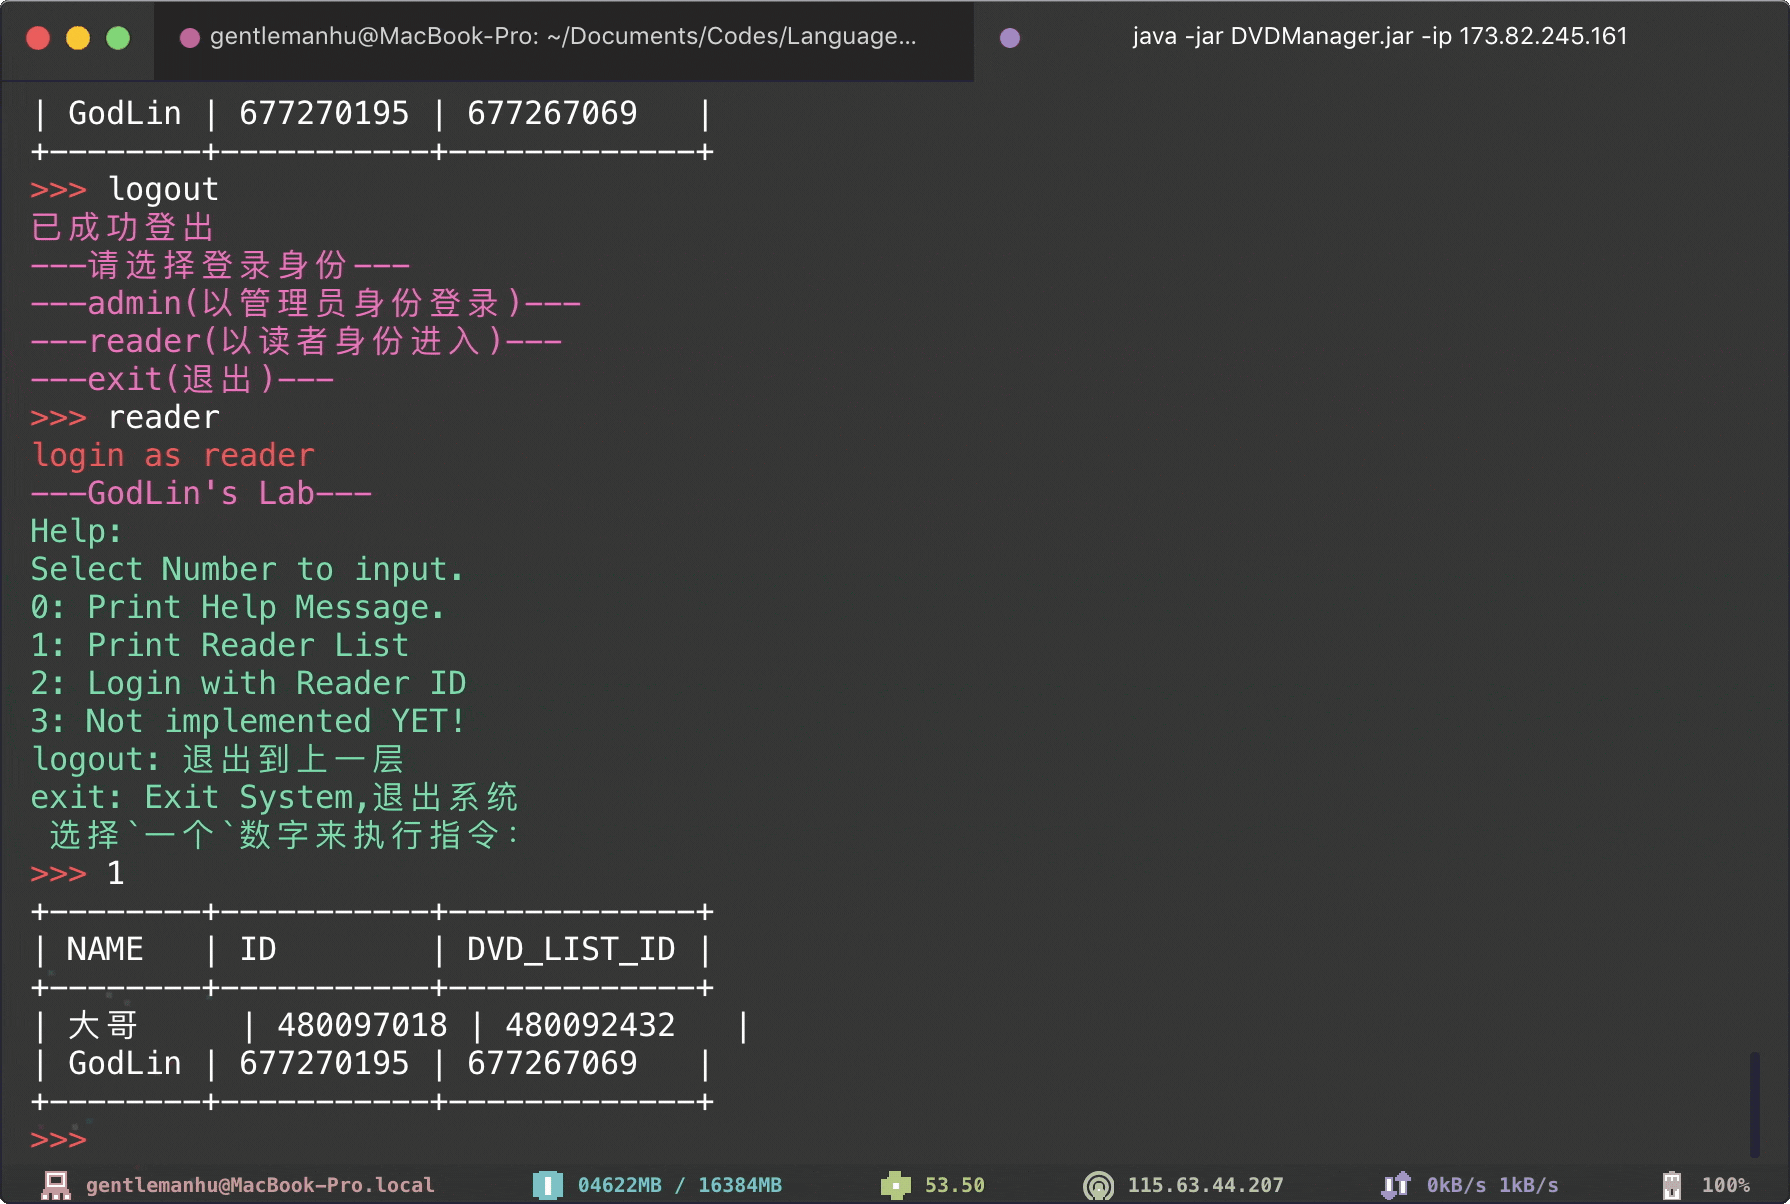 gentlemanhu@MacBook-Pro: ~/Documents/Codes/Language...
java -jar DVDManager.jar -ip 173.82.245.161
| GodLin | 677270195 | 677267069   |
+--------+-----------+-------------+
>>> logout
已成功登出
---请选择登录身份---
---admin(以管理员身份登录)---
---reader(以读者身份进入)---
---exit(退出)---
>>> reader
login as reader
---GodLin's Lab---
Help:
Select Number to input.
0: Print Help Message.
1: Print Reader List
2: Login with Reader ID
3: Not implemented YET!
logout: 退出到上一层
exit: Exit System,退出系统
 选择`一个`数字来执行指令:
>>> 1
+--------+-----------+-------------+
| NAME   | ID        | DVD_LIST_ID |
+--------+-----------+-------------+
| 大哥     | 480097018 | 480092432   |
| GodLin | 677270195 | 677267069   |
+--------+-----------+-------------+
>>>
gentlemanhu@MacBook-Pro.local 04622MB / 16384MB 53.50 115.63.44.207 0kB/s 1kB/s 100%